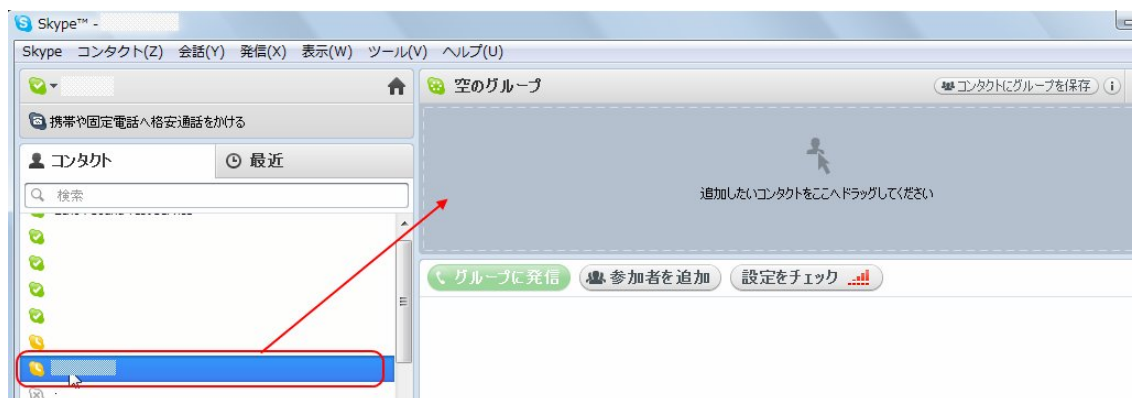 Skype™ -
Skype コンタクト(Z) 会話(Y) 発信(X) 表示(W) ツール(V) ヘルプ(U)
携帯や固定電話へ格安通話をかける
コンタクト 最近
検索
空のグループ
コンタクトにグループを保存
追加したいコンタクトをここへドラッグしてください
グループに発信 参加者を追加 設定をチェック